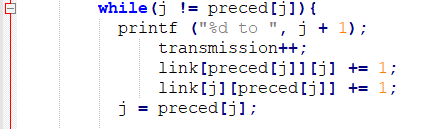 while(j != preced[j]){
printf ("%d to ", j + 1);
transmission++;
link[preced[j]][j] += 1;
link[j][preced[j]] += 1;
j = preced[j];